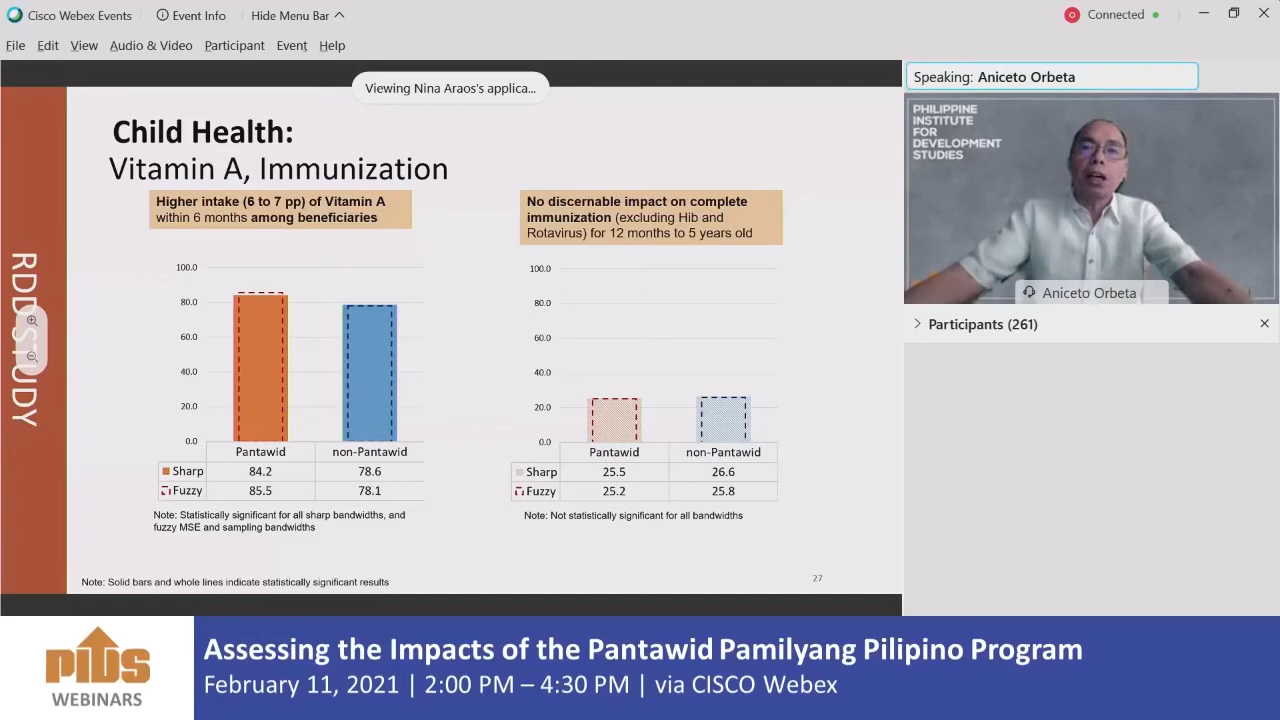 Cisco Webex Events
Event Info
Hide Menu Bar
Connected
File Edit View Audio & Video Participant Event Help
Viewing Nina Araos's applica...
Speaking: Aniceto Orbeta
PHILIPPINE
INSTITUTE
FOR
DEVELOPMENT
STUDIES
Aniceto Orbeta
Participants (261)
RDD STUDY
Child Health:
Vitamin A, Immunization
Higher intake (6 to 7 pp) of Vitamin A
within 6 months among beneficiaries
100.0
80.0
60.0
40.0
20.0
0.0
Pantawid non-Pantawid
Sharp 84.2 78.6
Fuzzy 85.5 78.1
Note: Statistically significant for all sharp bandwidths, and
fuzzy MSE and sampling bandwidths
No discernable impact on complete
immunization (excluding Hib and
Rotavirus) for 12 months to 5 years old
100.0
80.0
60.0
40.0
20.0
0.0
Pantawid non-Pantawid
Sharp 25.5 26.6
Fuzzy 25.2 25.8
Note: Not statistically significant for all bandwidths
Note: Solid bars and whole lines indicate statistically significant results
27
PIDS
WEBINARS
Assessing the Impacts of the Pantawid Pamilyang Pilipino Program
February 11, 2021 | 2:00 PM – 4:30 PM | via CISCO Webex